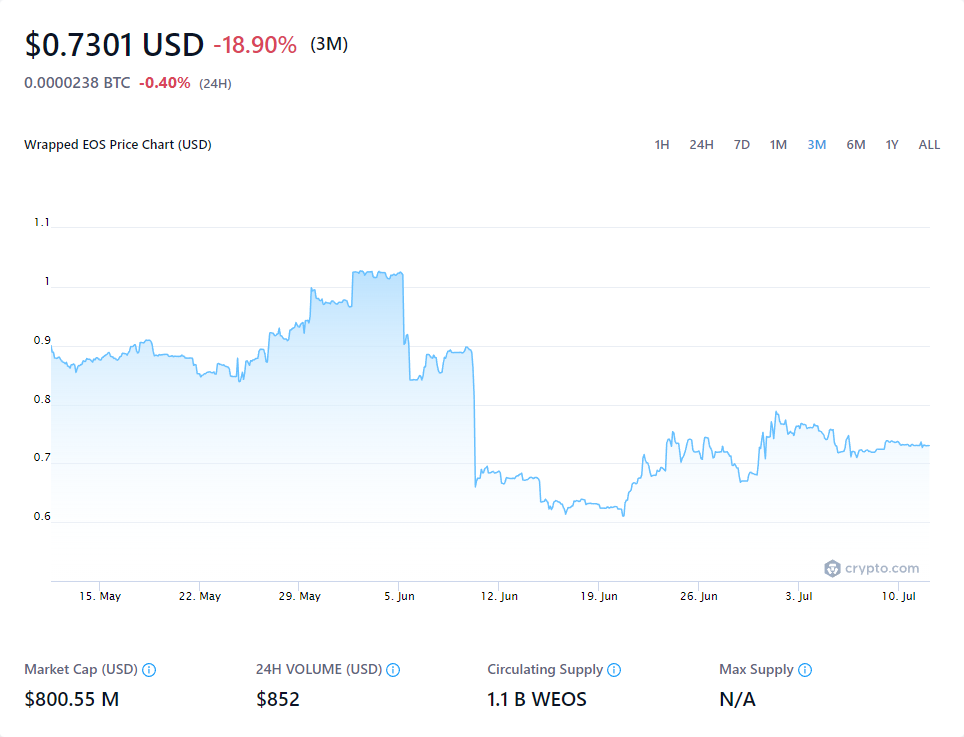 $0.7301 USD -18.90% (3M)
0.0000238 BTC -0.40% (24H)
Wrapped EOS Price Chart (USD)
1H 24H 7D 1M 3M 6M 1Y ALL
1.1
1
0.9
0.8
0.7
0.6
crypto.com
15. May 22. May 29. May 5. Jun 12. Jun 19. Jun 26. Jun 3. Jul 10. Jul
Market Cap (USD) 24H VOLUME (USD) Circulating Supply Max Supply
$800.55 M $852 1.1 B WEOS N/A